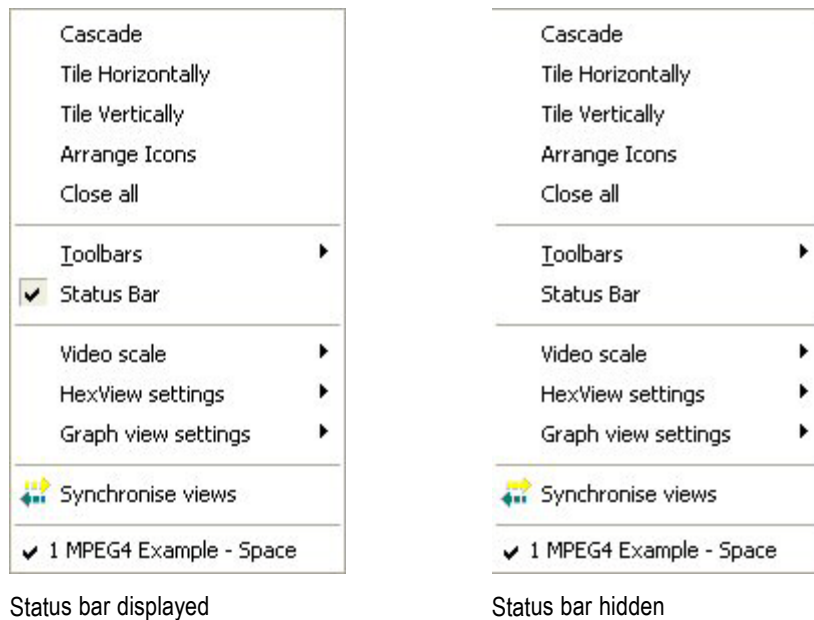 Cascade
Tile Horizontally
Tile Vertically
Arrange Icons
Close all
Toolbars
Status Bar
Video scale
HexView settings
Graph view settings
Synchronise views
1 MPEG4 Example - Space
Status bar displayed
Cascade
Tile Horizontally
Tile Vertically
Arrange Icons
Close all
Toolbars
Status Bar
Video scale
HexView settings
Graph view settings
Synchronise views
1 MPEG4 Example - Space
Status bar hidden